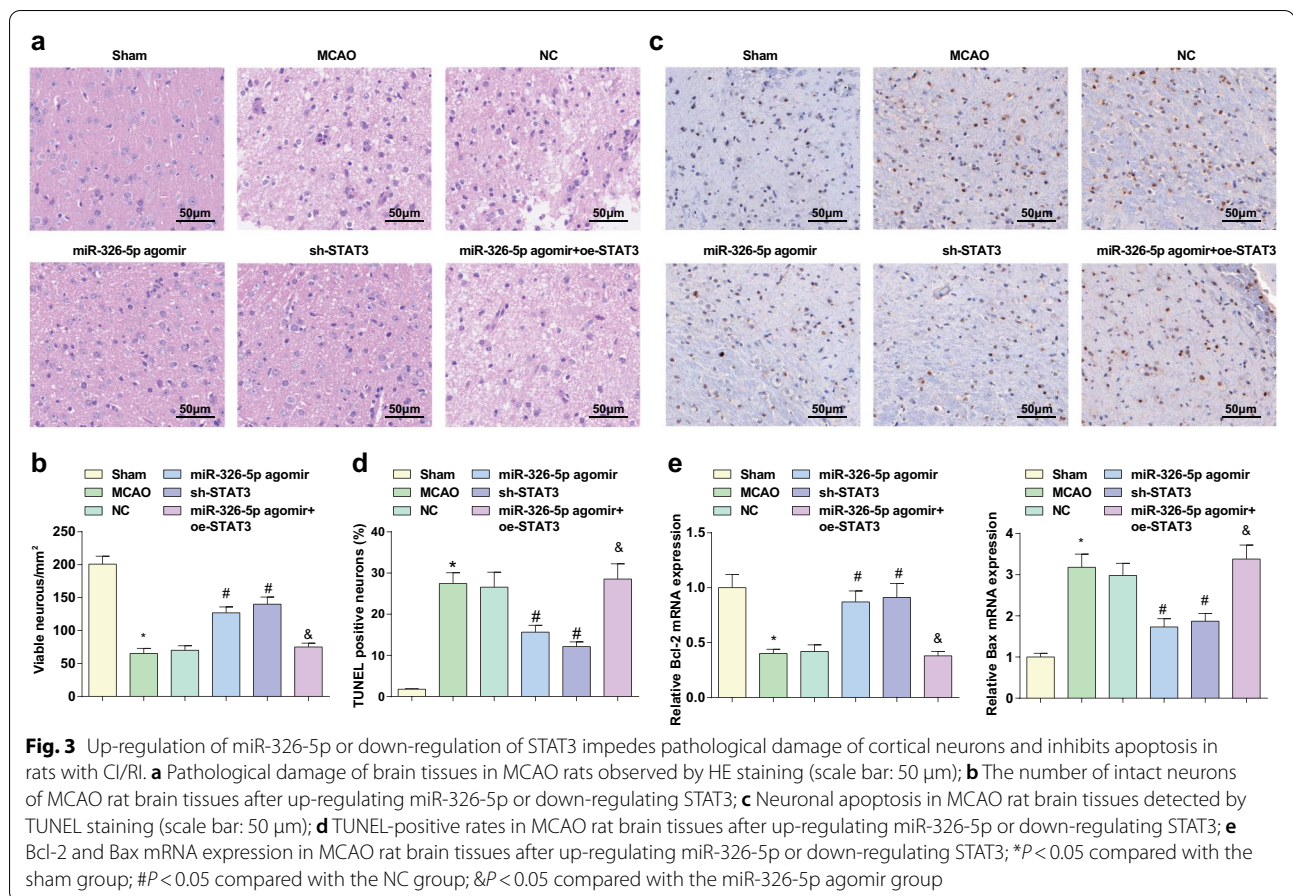 a
Sham MCAO NC
50µm 50µm 50µm
miR-326-5p agomir sh-STAT3 miR-326-5p agomir+oe-STAT3
50µm 50µm 50µm
c
Sham MCAO NC
50µm 50µm 50µm
miR-326-5p agomir sh-STAT3 miR-326-5p agomir+oe-STAT3
50µm 50µm 50µm
b
Sham miR-326-5p agomir
MCAO sh-STAT3
NC miR-326-5p agomir+
oe-STAT3
Viable neurous/mm²
250
200
150
100
50
0
* # # &
d
Sham miR-326-5p agomir
MCAO sh-STAT3
NC miR-326-5p agomir+
oe-STAT3
TUNEL positive neurons (%)
40
30
20
10
0
* # # &
e
Sham miR-326-5p agomir
MCAO sh-STAT3
NC miR-326-5p agomir+
oe-STAT3
Relative Bcl-2 mRNA expression
1.5
1.0
0.5
0.0
* # # &
Sham miR-326-5p agomir
MCAO sh-STAT3
NC miR-326-5p agomir+
oe-STAT3
Relative Bax mRNA expression
4
3
2
1
0
* # # &
Fig. 3 Up-regulation of miR-326-5p or down-regulation of STAT3 impedes pathological damage of cortical neurons and inhibits apoptosis in
rats with CI/RI. a Pathological damage of brain tissues in MCAO rats observed by HE staining (scale bar: 50 µm); b The number of intact neurons
of MCAO rat brain tissues after up-regulating miR-326-5p or down-regulating STAT3; c Neuronal apoptosis in MCAO rat brain tissues detected by
TUNEL staining (scale bar: 50 µm); d TUNEL-positive rates in MCAO rat brain tissues after up-regulating miR-326-5p or down-regulating STAT3; e
Bcl-2 and Bax mRNA expression in MCAO rat brain tissues after up-regulating miR-326-5p or down-regulating STAT3; *P < 0.05 compared with the
sham group; #P < 0.05 compared with the NC group; &P < 0.05 compared with the miR-326-5p agomir group